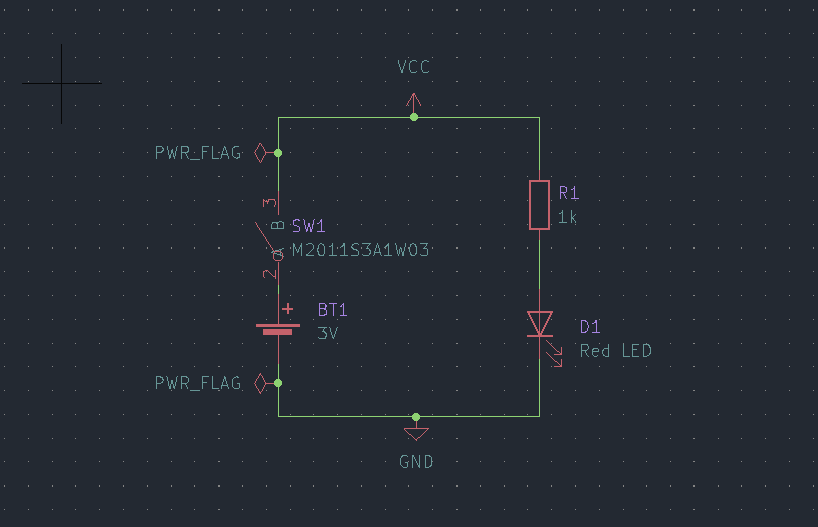 VCC
PWR_FLAG
3
B
SW1
M2011S3A1W03
A
2
R1
1k
+
BT1
3V
D1
Red LED
PWR_FLAG
GND